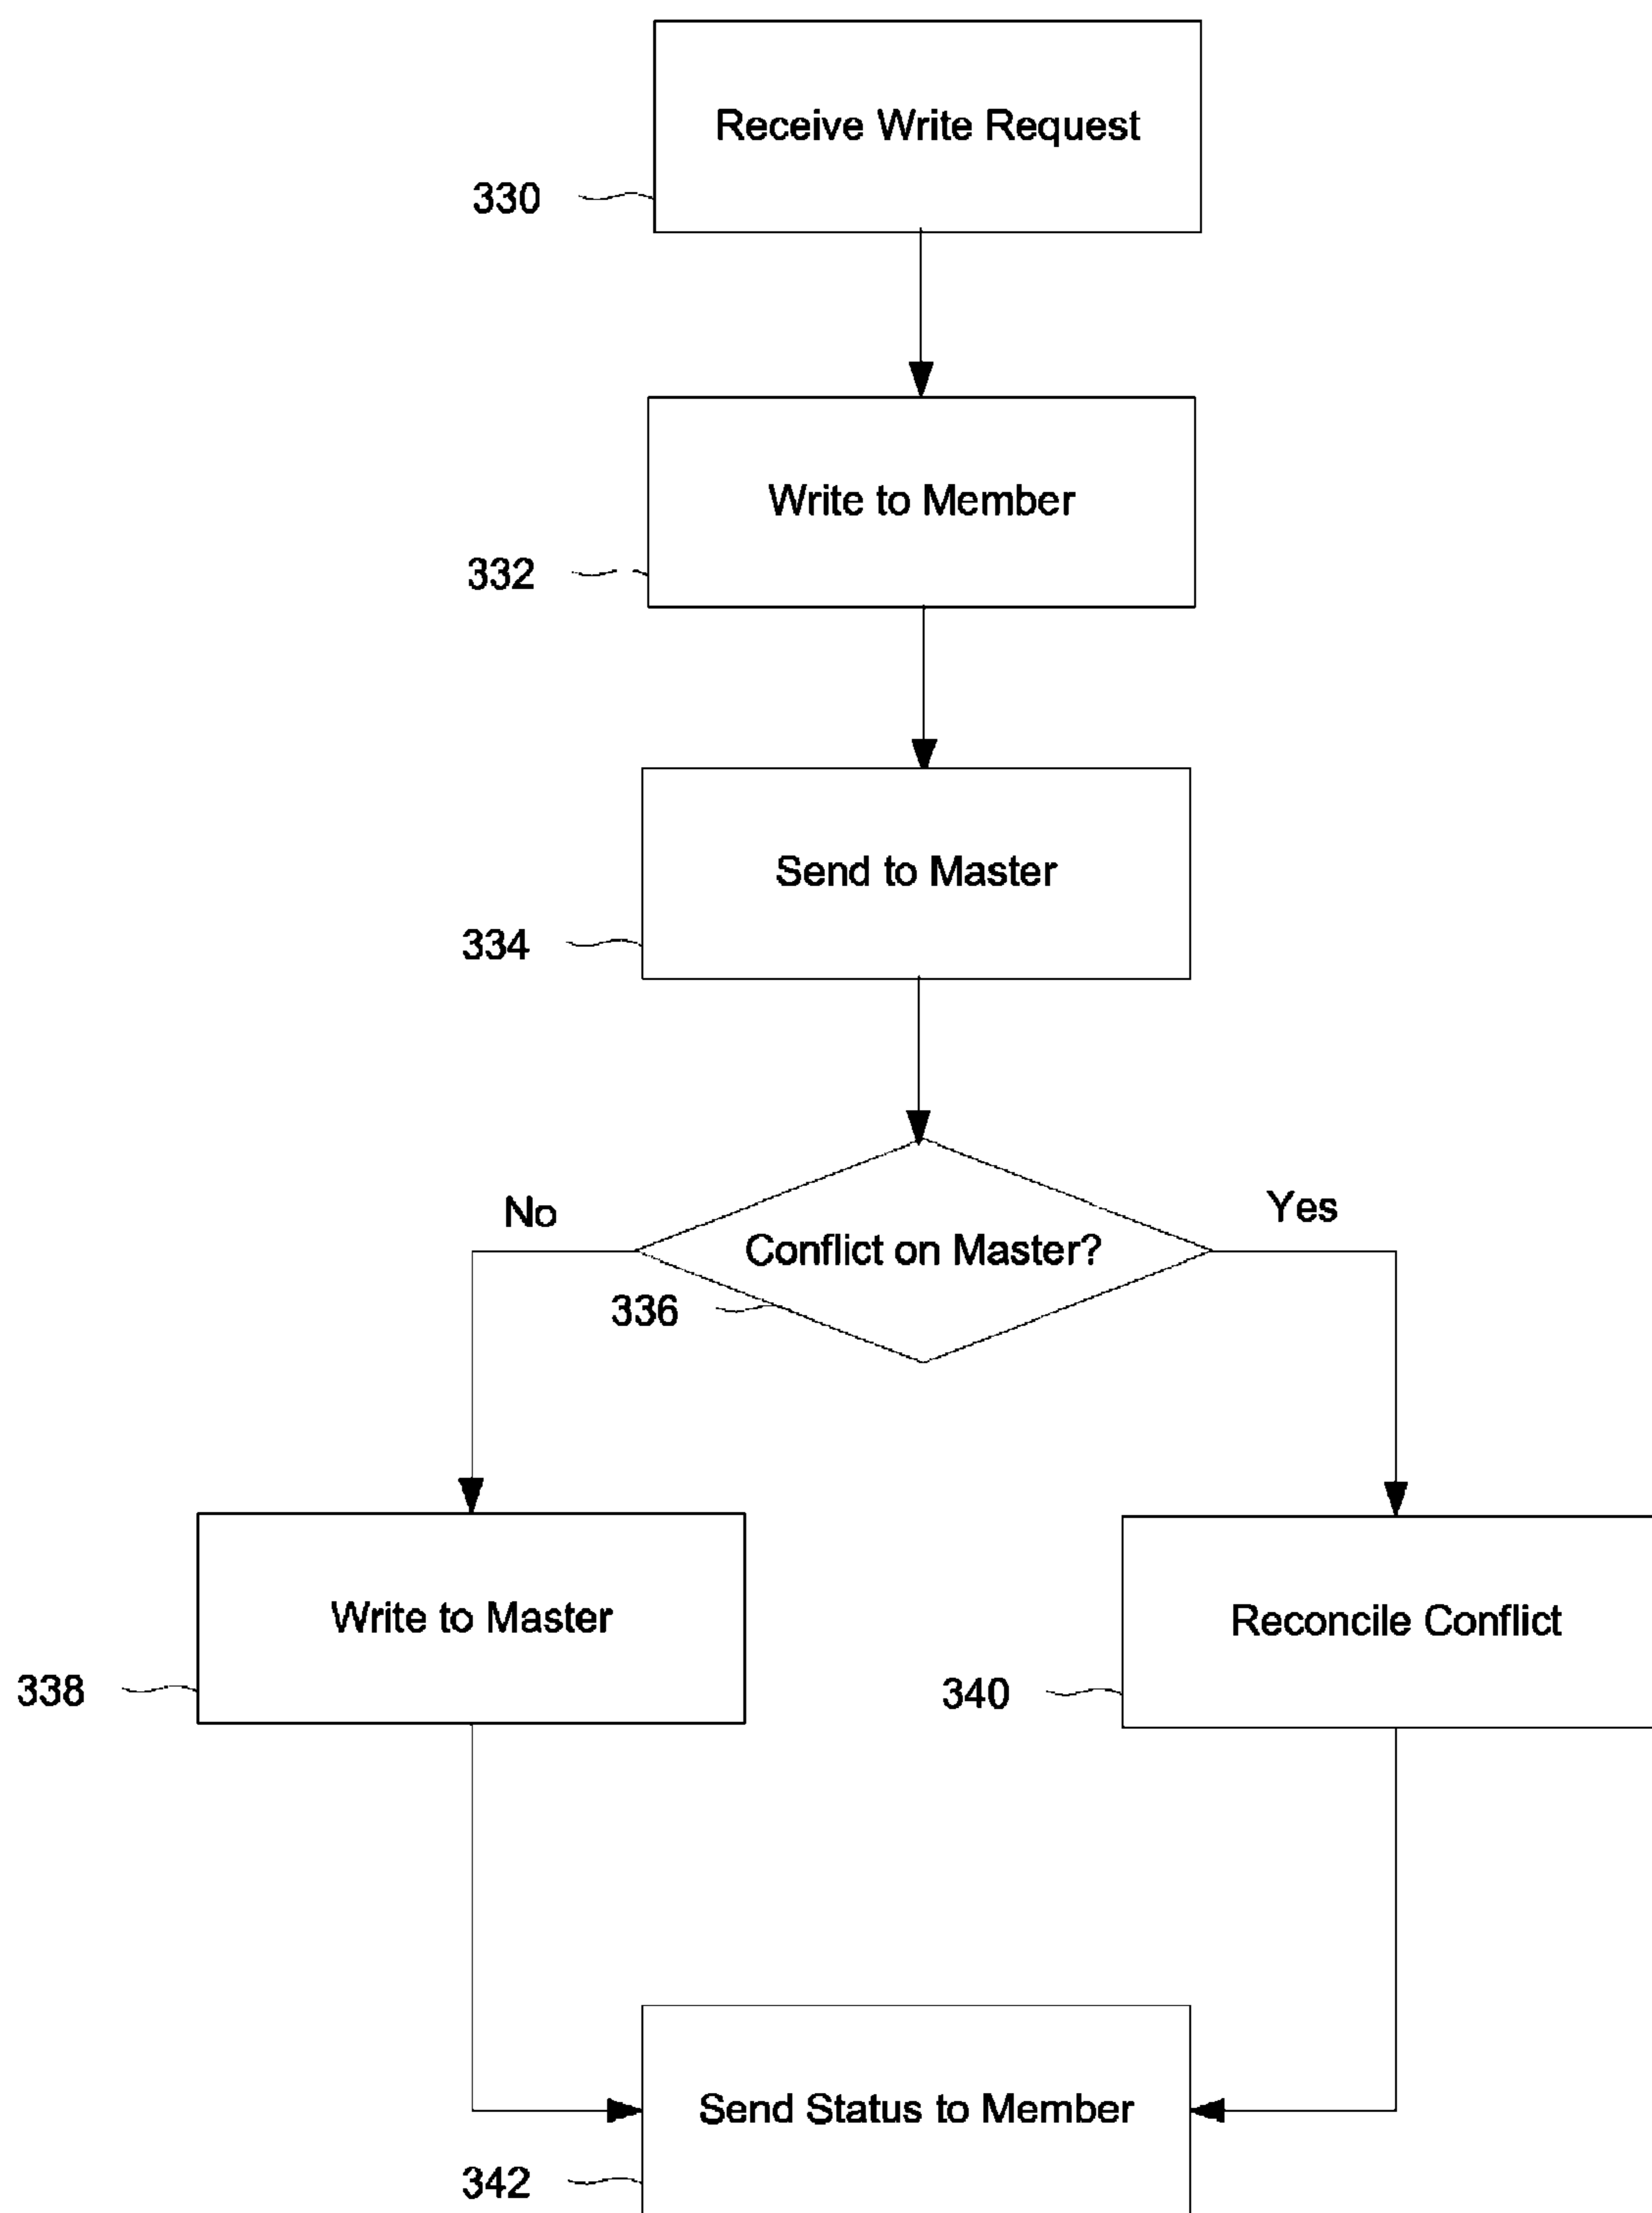 Receive Write Request
330
Write to Member
332
Send to Master
334
No
Yes
Conflict on Master?
336
Write to Master
338
Reconcile Conflict
340
Send Status to Member
342